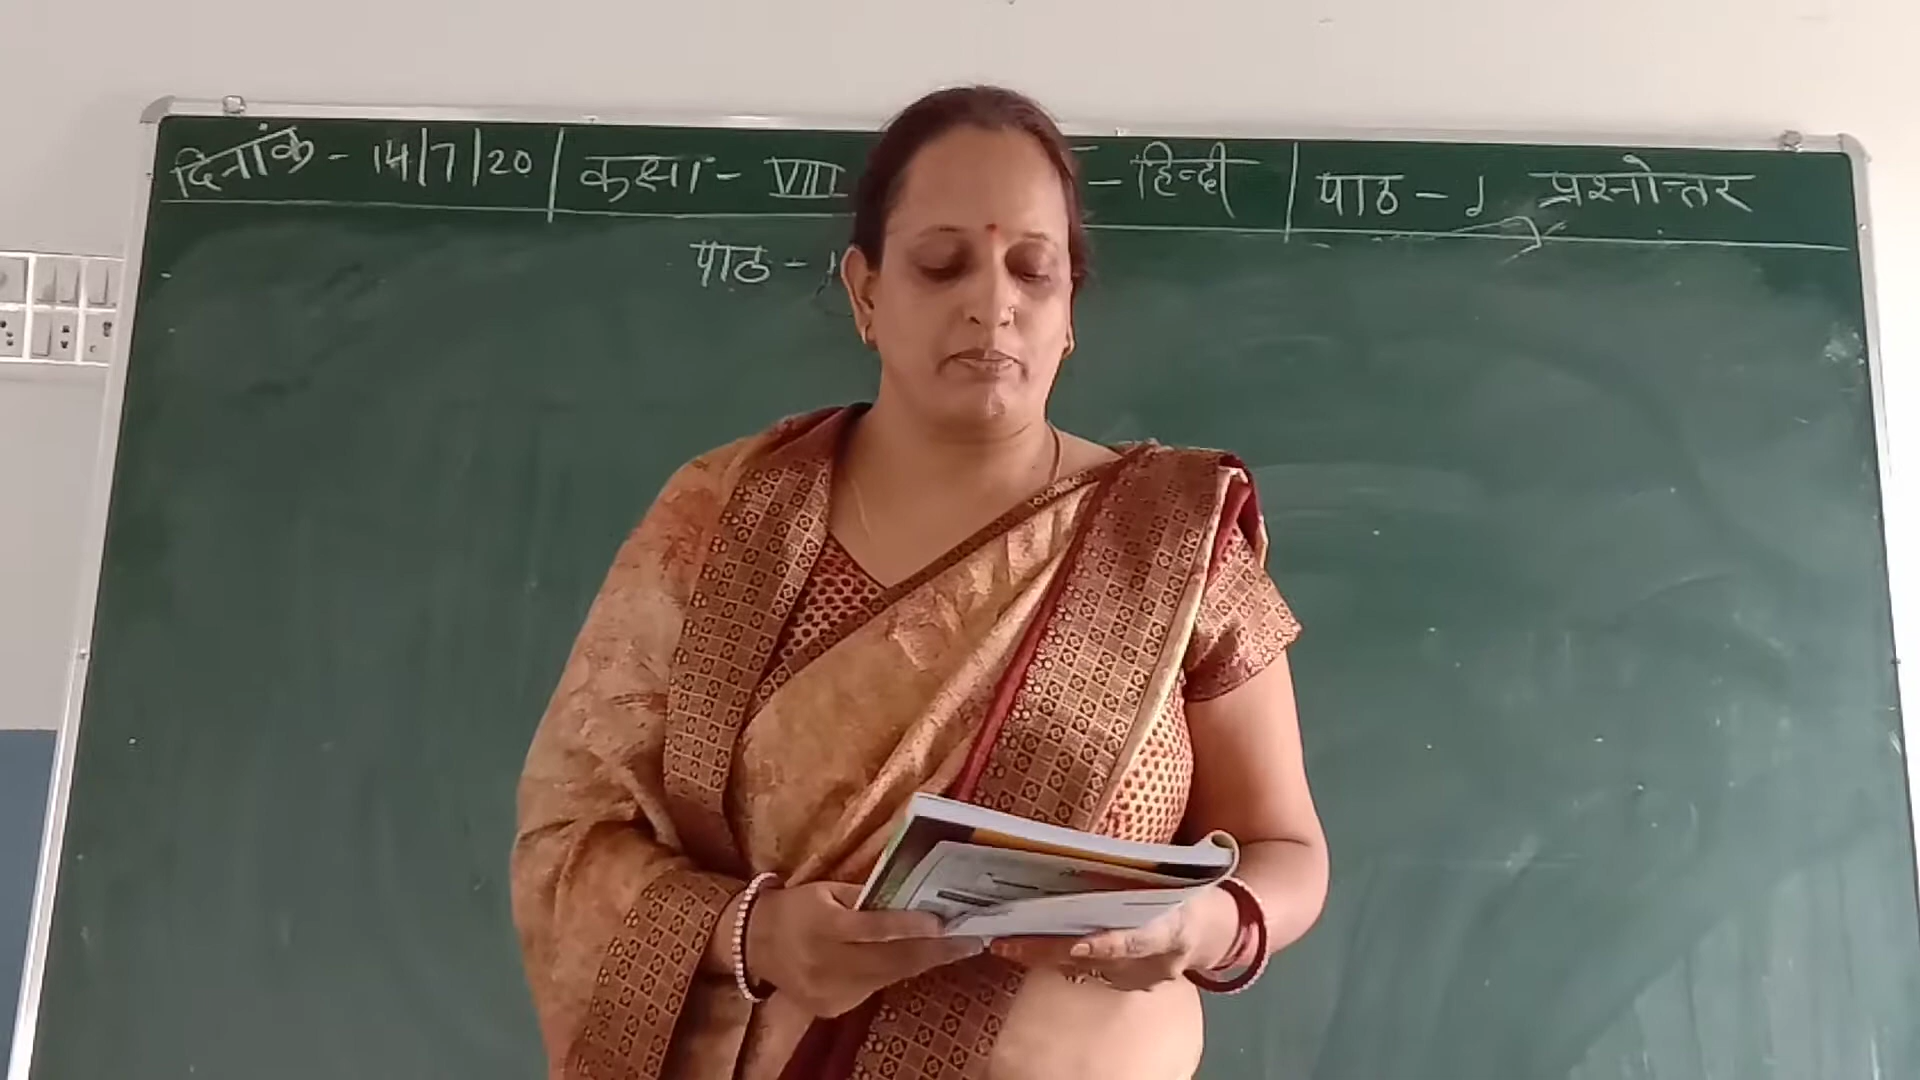 दिनांक - 14/7/20 | कक्षा - VIII - हिन्दी | पाठ - 1 प्रश्नोत्तर
पाठ -